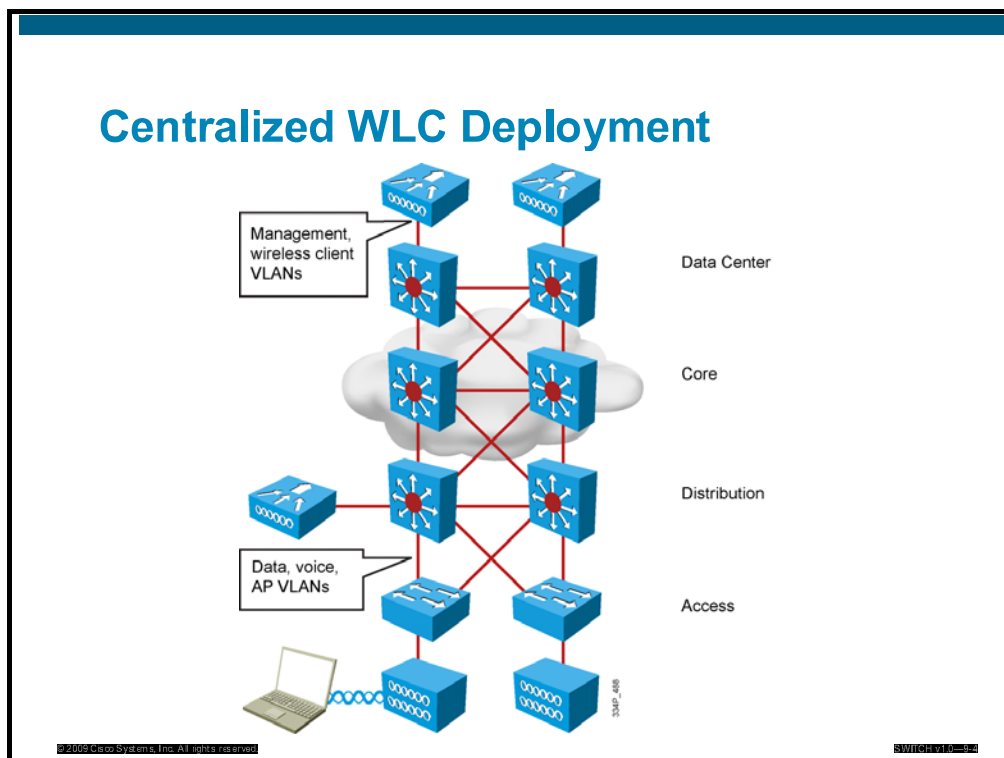 Centralized WLC Deployment
Management,
wireless client
VLANs
Data Center
Core
Distribution
Data, voice,
AP VLANs
Access
334P_488
© 2009 Cisco Systems, Inc. All rights reserved.
SWITCH v1.0—9-4